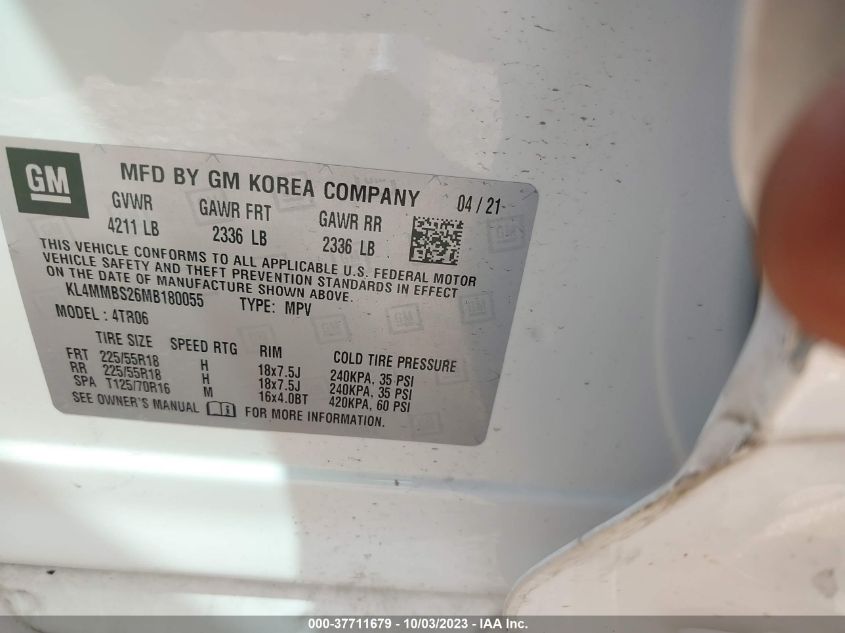 GM
MFD BY GM KOREA COMPANY 04 / 21
GVWR GAWR FRT GAWR RR
4211 LB 2336 LB 2336 LB
THIS VEHICLE CONFORMS TO ALL APPLICABLE U.S. FEDERAL MOTOR
VEHICLE SAFETY AND THEFT PREVENTION STANDARDS IN EFFECT
ON THE DATE OF MANUFACTURE SHOWN ABOVE.
KL4MMBS26MB180055 TYPE: MPV
MODEL: 4TR06
TIRE SIZE SPEED RTG RIM COLD TIRE PRESSURE
FRT 225/55R18 H 18x7.5J 240KPA, 35 PSI
RR 225/55R18 H 18x7.5J 240KPA, 35 PSI
SPA T125/70R16 M 16x4.0BT 420KPA, 60 PSI
SEE OWNER'S MANUAL FOR MORE INFORMATION.
000-37711679 - 10/03/2023 - IAA Inc.